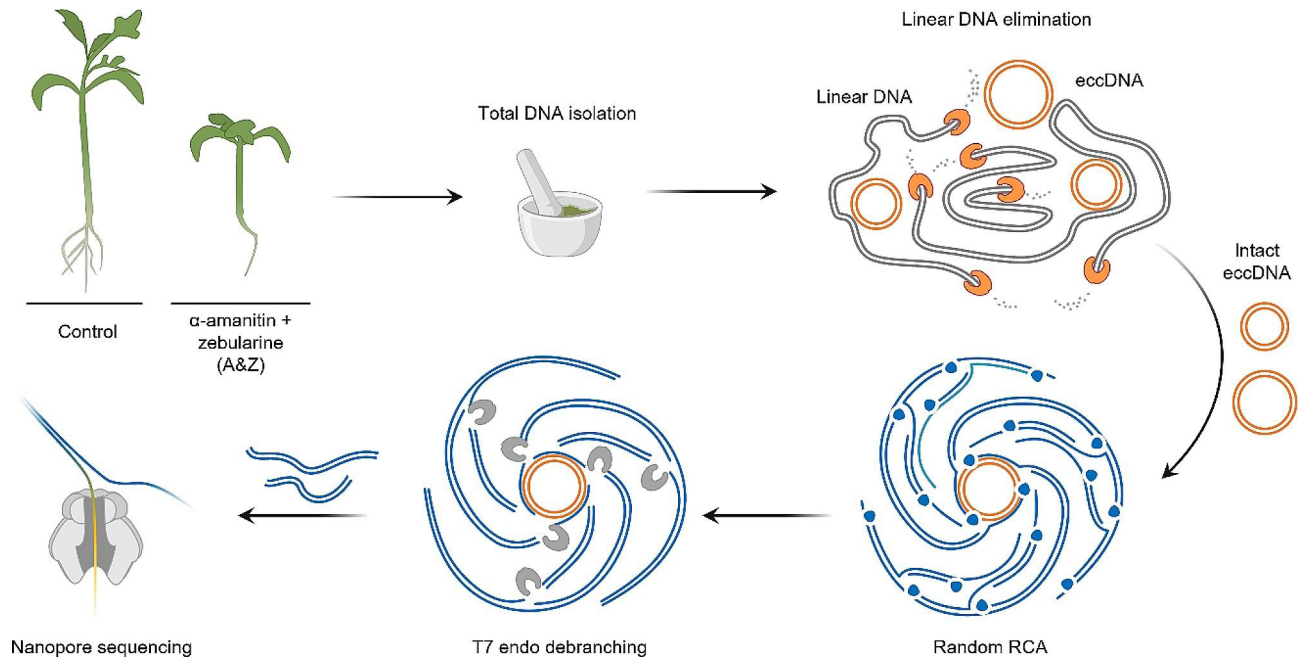 Linear DNA elimination
eccDNA
Linear DNA
Total DNA isolation
Intact
eccDNA
Control
α-amanitin +
zebularine
(A&Z)
Nanopore sequencing
T7 endo debranching
Random RCA